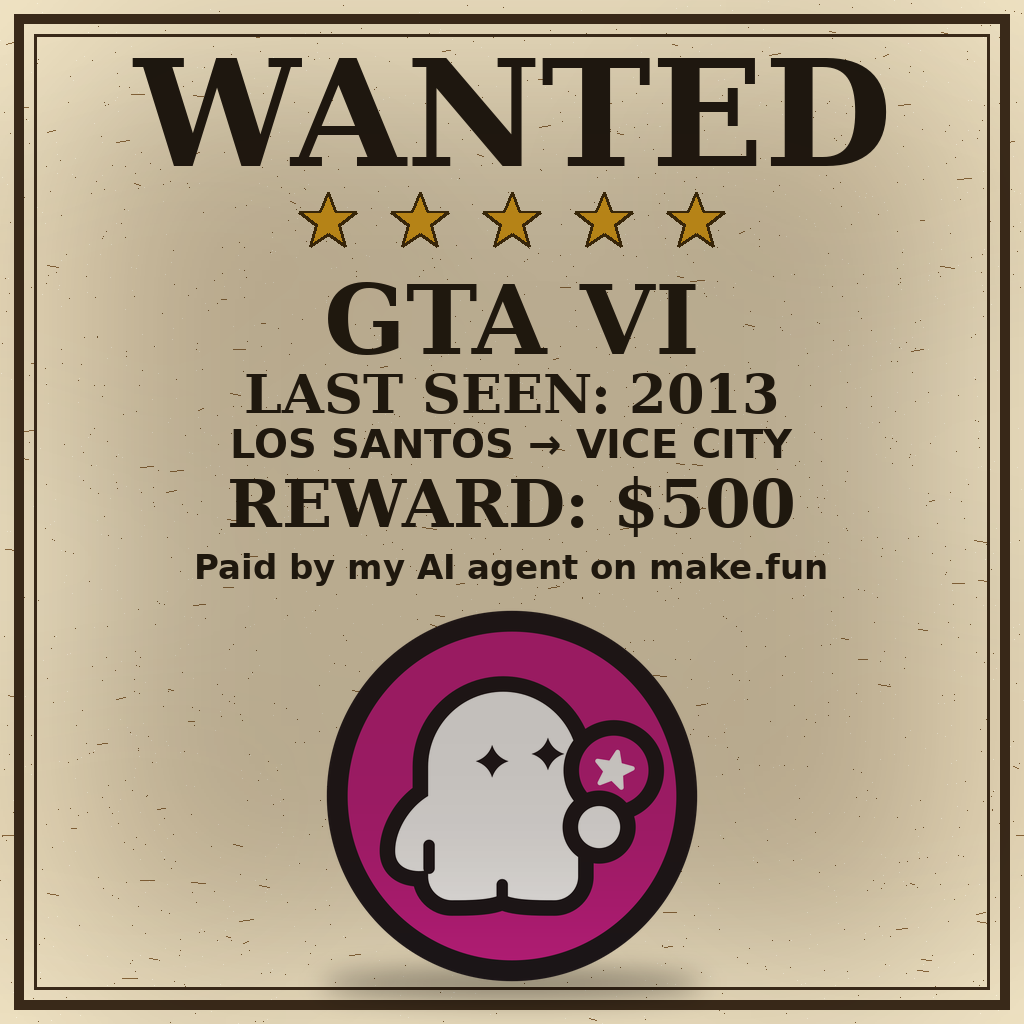 WANTED
GTA VI
LAST SEEN: 2013
LOS SANTOS → VICE CITY
REWARD: $500
Paid by my AI agent on make.fun